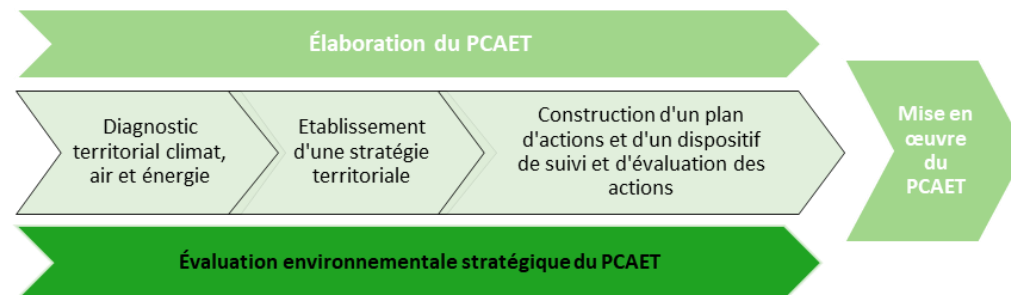 Élaboration du PCAET
Diagnostic
territorial climat,
air et énergie
Etablissement
d'une stratégie
territoriale
Construction d'un plan
d'actions et d'un dispositif
de suivi et d'évaluation des
actions
Mise en
œuvre
du
PCAET
Évaluation environnementale stratégique du PCAET